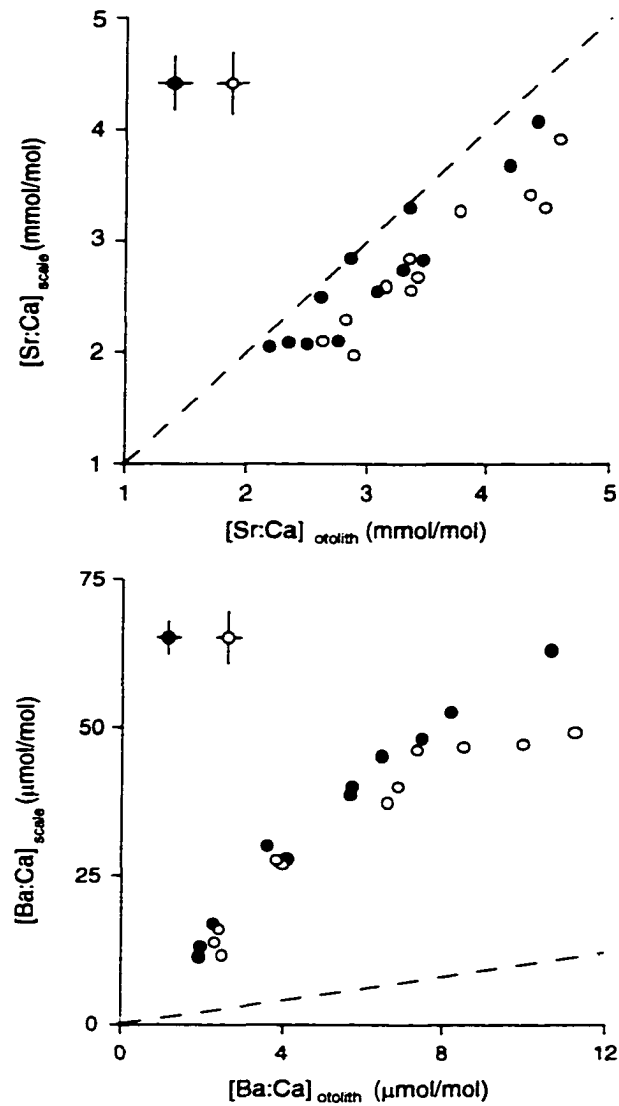 5
4
3
2
1
[Sr:Ca] scale (mmol/mol)
1 2 3 4 5
[Sr:Ca] otolith (mmol/mol)
75
50
25
0
[Ba:Ca] scale (μmol/mol)
0 4 8 12
[Ba:Ca] otolith (μmol/mol)